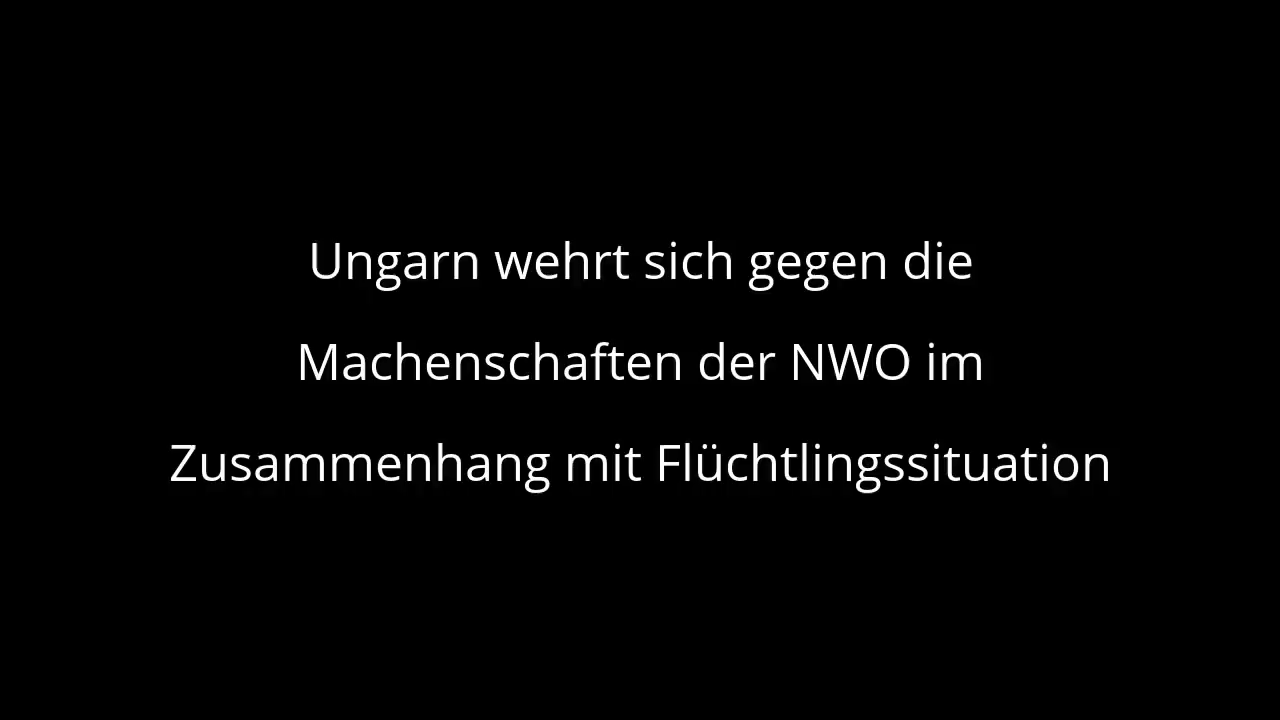 Ungarn wehrt sich gegen die
Machenschaften der NWO im
Zusammenhang mit Flüchtlingssituation